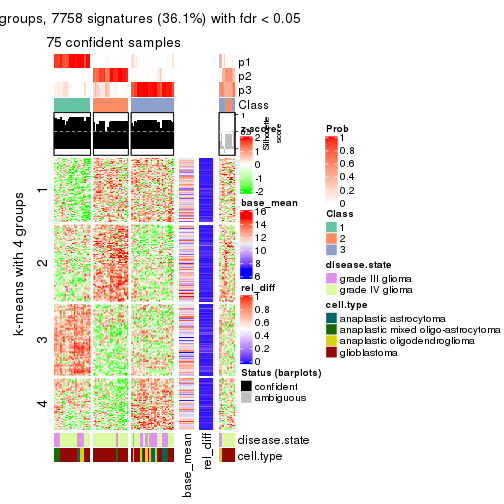 groups, 7758 signatures (36.1%) with fdr < 0.05
75 confident samples
p1
p2
p3
Class
1
0
Silhouette
score
z-score
2
1
0
-1
-2
base_mean
16
14
12
10
8
6
rel_diff
1
0.8
0.6
0.4
0.2
0
Status (barplots)
confident
ambiguous
Prob
1
0.8
0.6
0.4
0.2
0
Class
1
2
3
disease.state
grade III glioma
grade IV glioma
cell.type
anaplastic astrocytoma
anaplastic mixed oligo-astrocytoma
anaplastic oligodendroglioma
glioblastoma
k-means with 4 groups
1
2
3
4
disease.state
cell.type
base_mean
rel_diff